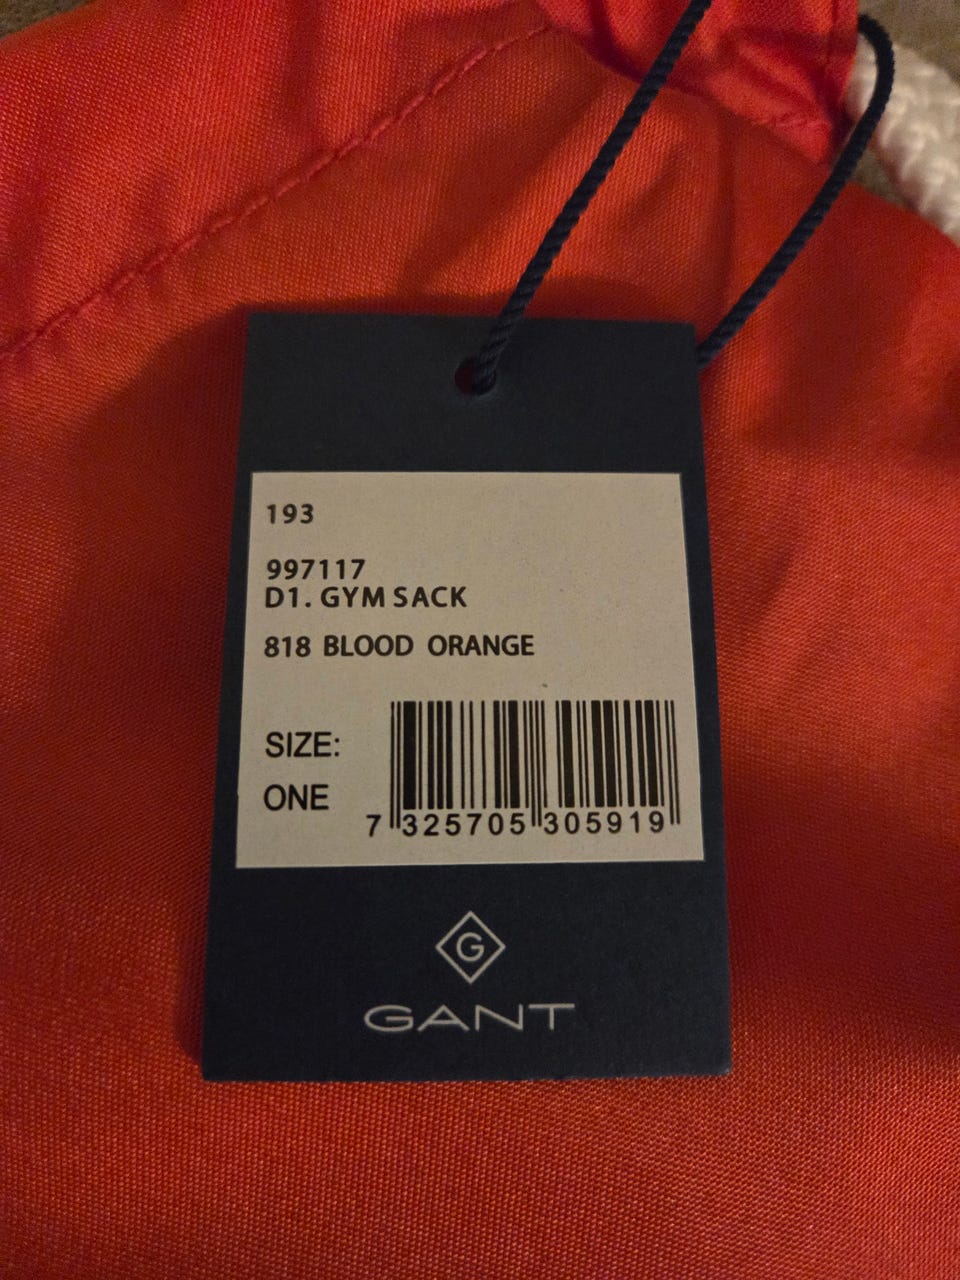 193
997117
D1. GYM SACK
818 BLOOD ORANGE
SIZE:
ONE
7 325705 305919
G
GANT